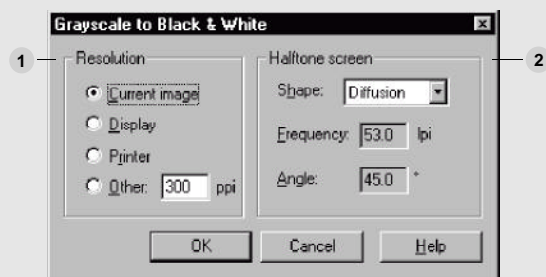 Grayscale to Black & White
1
Resolution
Current image
Display
Printer
Other: 300 ppi
Halftone screen
2
Shape: Diffusion
Frequency: 53.0 lpi
Angle: 45.0 °
OK Cancel Help